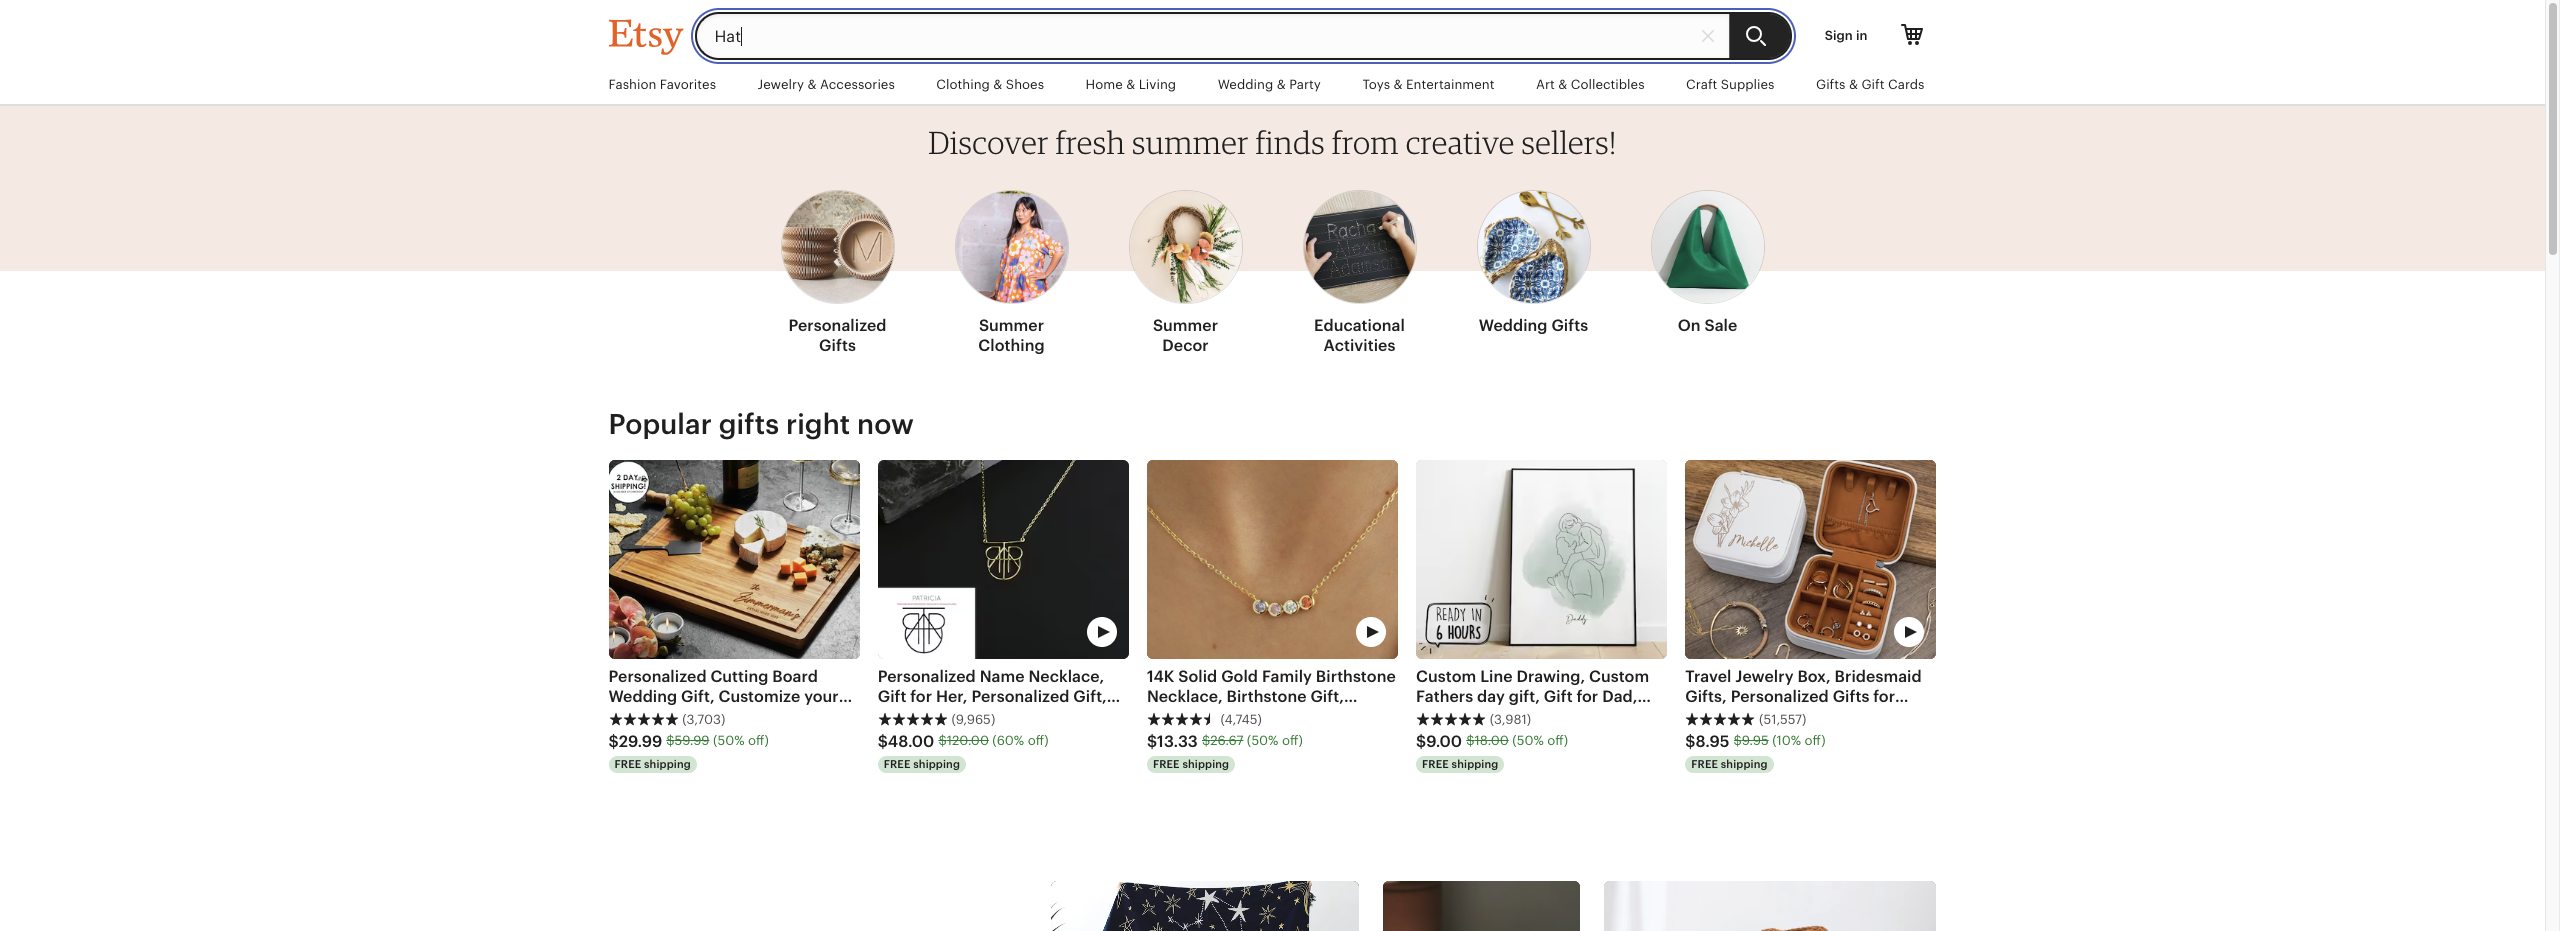 Etsy
Hat
Sign in
Fashion Favorites
Jewelry & Accessories
Clothing & Shoes
Home & Living
Wedding & Party
Toys & Entertainment
Art & Collectibles
Craft Supplies
Gifts & Gift Cards
Discover fresh summer finds from creative sellers!
M
Personalized
Gifts
Summer
Clothing
Summer
Decor
Alexia
Adamson
Educational
Activities
Wedding Gifts
On Sale
Popular gifts right now
2 DAY
SHIPPING!
Zimmerman's
Personalized Cutting Board
Wedding Gift, Customize your...
(3,703)
$29.99 $59.99 (50% off)
FREE shipping
PATRICIA
Personalized Name Necklace,
Gift for Her, Personalized Gift,...
(9,965)
$48.00 $120.00 (60% off)
FREE shipping
14K Solid Gold Family Birthstone
Necklace, Birthstone Gift,...
(4,745)
$13.33 $26.67 (50% off)
FREE shipping
READY IN
6 HOURS
Daddy
Custom Line Drawing, Custom
Fathers day gift, Gift for Dad,...
(3,981)
$9.00 $18.00 (50% off)
FREE shipping
Michelle
Travel Jewelry Box, Bridesmaid
Gifts, Personalized Gifts for...
(51,557)
$8.95 $9.95 (10% off)
FREE shipping